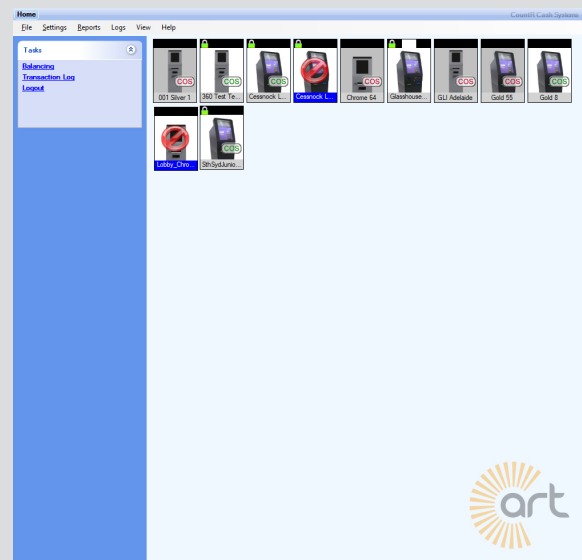 Home
CountR Cash Systems
File Settings Reports Logs View Help
Tasks
Balancing
Transaction Log
Logout
COS COS COS COS COS COS COS COS
001 Silver 1 360 Test Te... Cessnock L... Cessnock L... Chrome 64 Glasshouse... GLI Adelaide Gold 55 Gold 8
COS
Lobby_Chro... SthSydJunio...
art